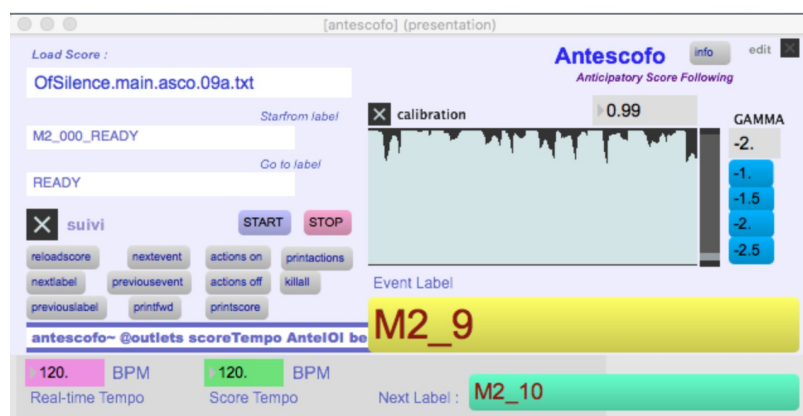 [antescofo] (presentation)
Load Score :
OfSilence.main.asco.09a.txt
Antescofo
info
edit
Anticipatory Score Following
Starfrom label
M2_000_READY
calibration
0.99
GAMMA
-2.
Go to label
READY
-1.
-1.5
-2.
-2.5
suivi
START
STOP
reloadscore
nextevent
actions on
printactions
nextlabel
previousevent
actions off
killall
previouslabel
printfwd
printscore
Event Label
M2_9
antescofo~ @outlets scoreTempo AntelOI be
120.
BPM
120.
BPM
Real-time Tempo
Score Tempo
Next Label :
M2_10